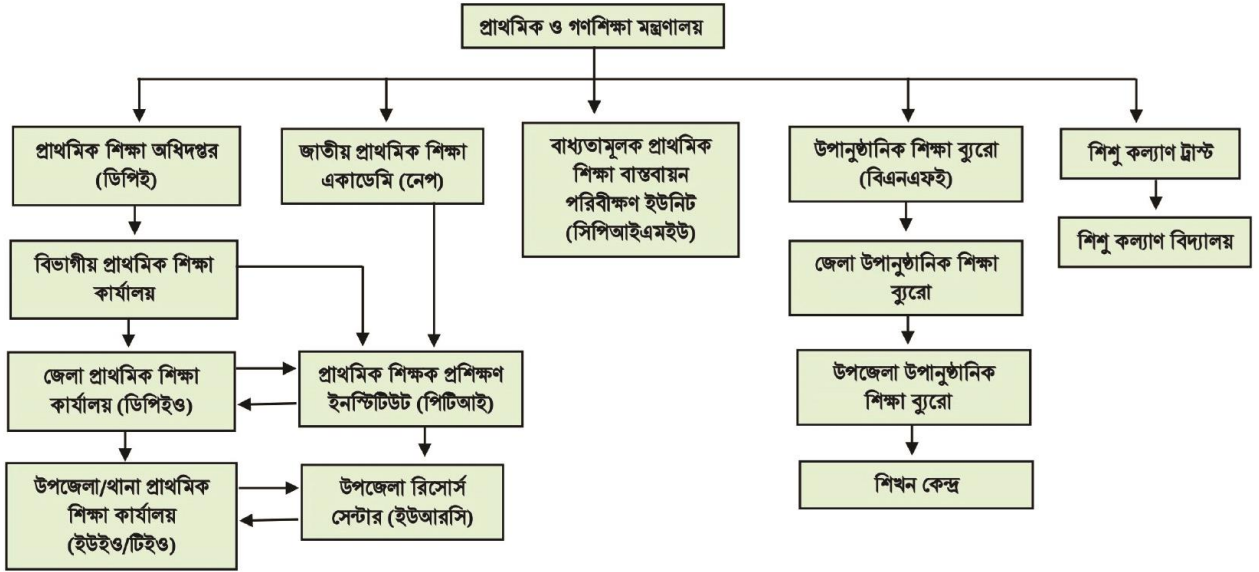 প্রাথমিক ও গণশিক্ষা মন্ত্রণালয়
প্রাথমিক শিক্ষা অধিদপ্তর
(ডিপিই)
জাতীয় প্রাথমিক শিক্ষা
একাডেমি (নেপ)
বাধ্যতামূলক প্রাথমিক
শিক্ষা বাস্তবায়ন
পরিবীক্ষণ ইউনিট
(সিপিআইএমইউ)
উপানুষ্ঠানিক শিক্ষা ব্যুরো
(বিএনএফই)
শিশু কল্যাণ ট্রাস্ট
শিশু কল্যাণ বিদ্যালয়
বিভাগীয় প্রাথমিক শিক্ষা
কার্যালয়
জেলা উপানুষ্ঠানিক শিক্ষা
ব্যুরো
জেলা প্রাথমিক শিক্ষা
কার্যালয় (ডিপিইও)
প্রাথমিক শিক্ষক প্রশিক্ষণ
ইনস্টিটিউট (পিটিআই)
উপজেলা উপানুষ্ঠানিক
শিক্ষা ব্যুরো
উপজেলা/থানা প্রাথমিক
শিক্ষা কার্যালয়
(ইউইও/টিইও)
উপজেলা রিসোর্স
সেন্টার (ইউআরসি)
শিখন কেন্দ্র